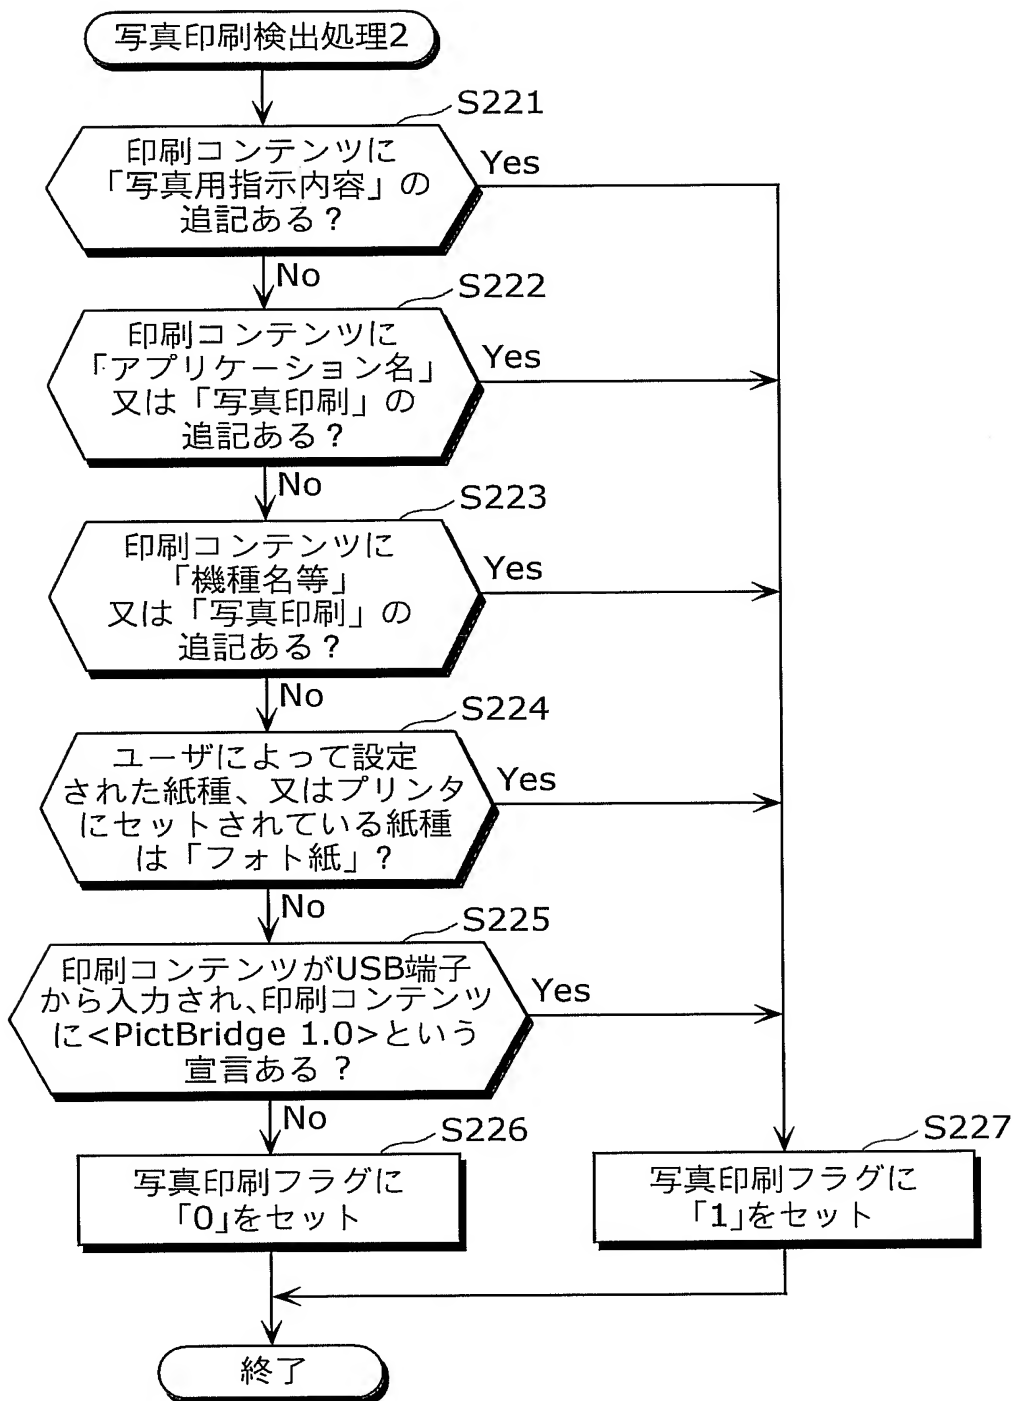 写真印刷検出処理2
S221
印刷コンテンツに
「写真用指示内容」の
追記ある?
Yes
No
S222
印刷コンテンツに
「アプリケーション名」
又は「写真印刷」の
追記ある?
Yes
No
S223
印刷コンテンツに
「機種名等」
又は「写真印刷」の
追記ある?
Yes
No
S224
ユーザによって設定
された紙種、又はプリンタ
にセットされている紙種
は「フォト紙」?
Yes
No
S225
印刷コンテンツがUSB端子
から入力され、印刷コンテンツ
に<PictBridge 1.0>という
宣言ある?
Yes
No
S226
写真印刷フラグに
「0」をセット
S227
写真印刷フラグに
「1」をセット
終了